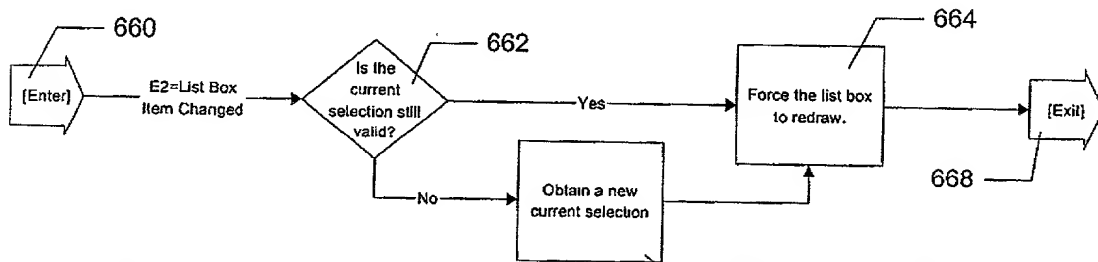 660
[Enter]
E2=List Box
Item Changed
Is the
current
selection still
valid?
662
Yes
No
Obtain a new
current selection
664
Force the list box
to redraw.
[Exit]
668